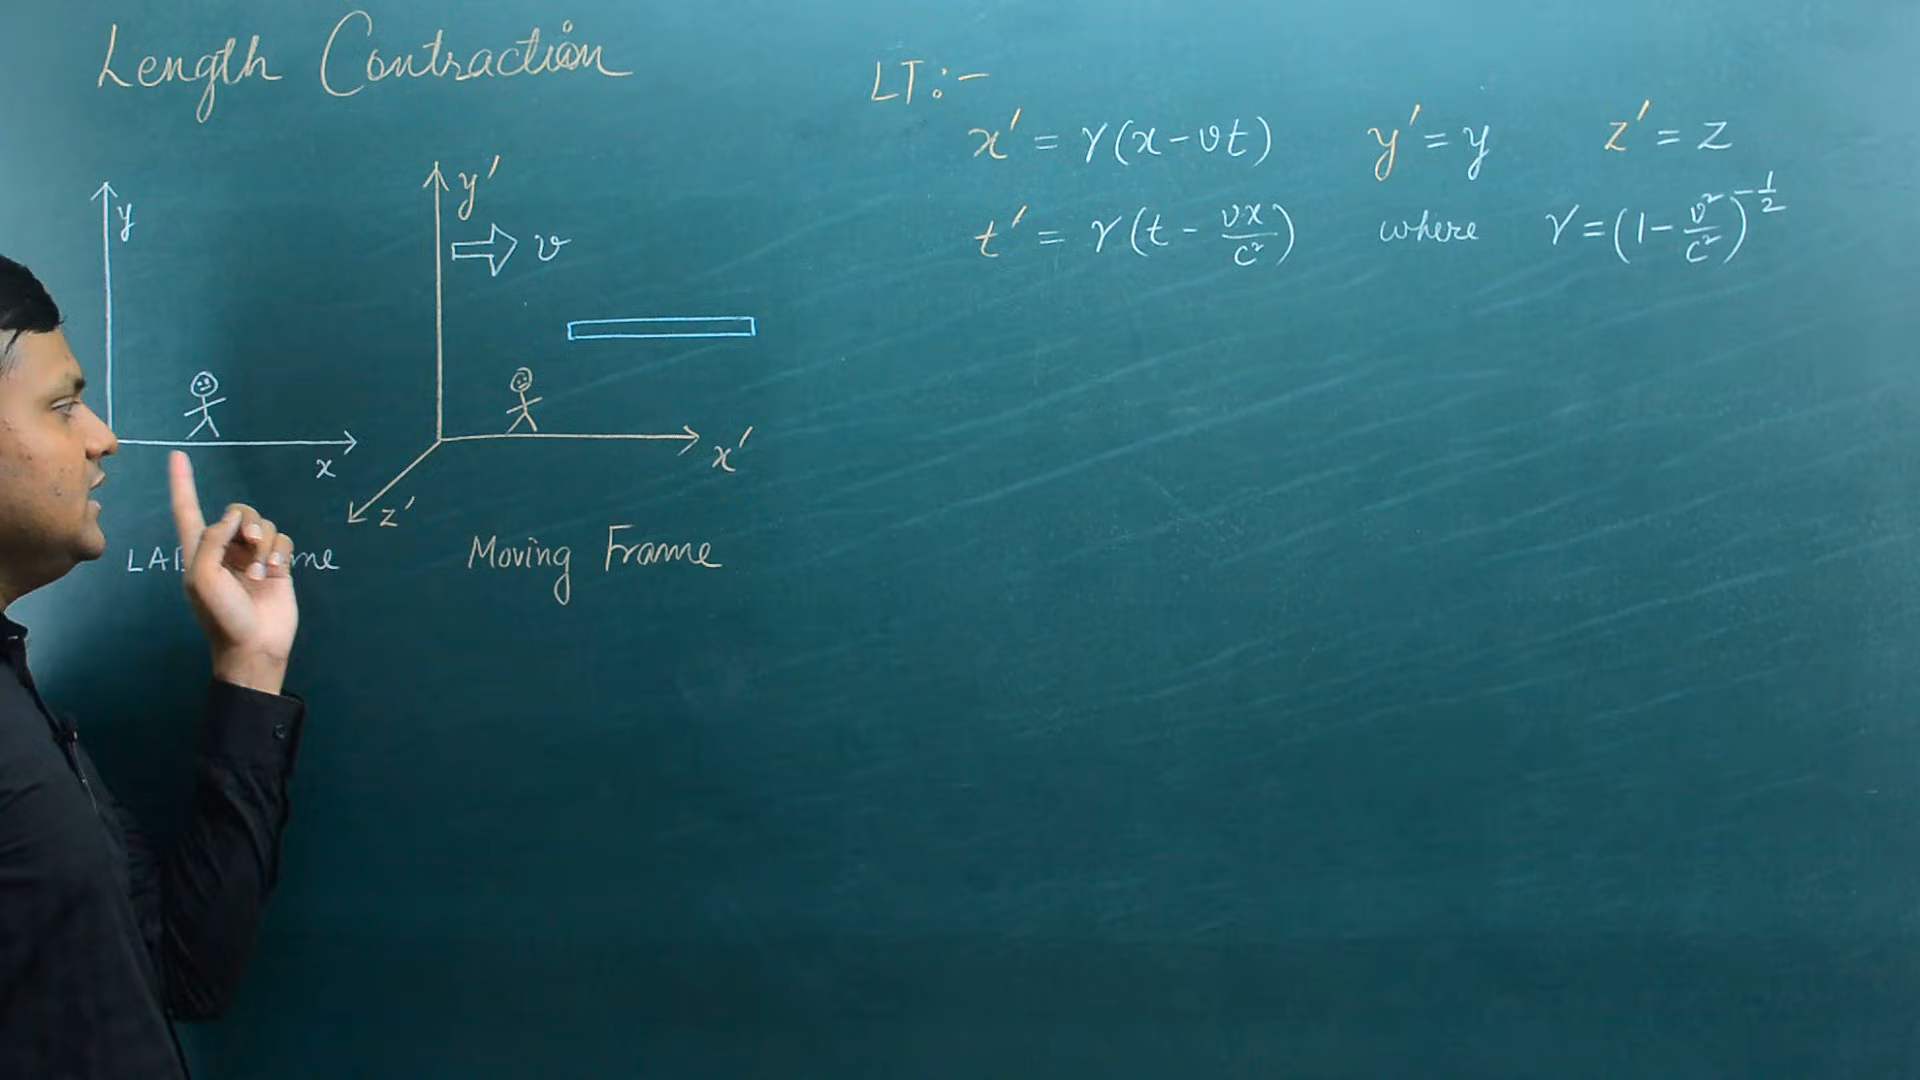 Length Contraction
LT:-
x' = γ(x-vt) y' = y z' = z
t' = γ(t - vx/c²) where γ = (1 - v²/c²)^-1/2
y
y'
v
x
x'
z'
Moving Frame